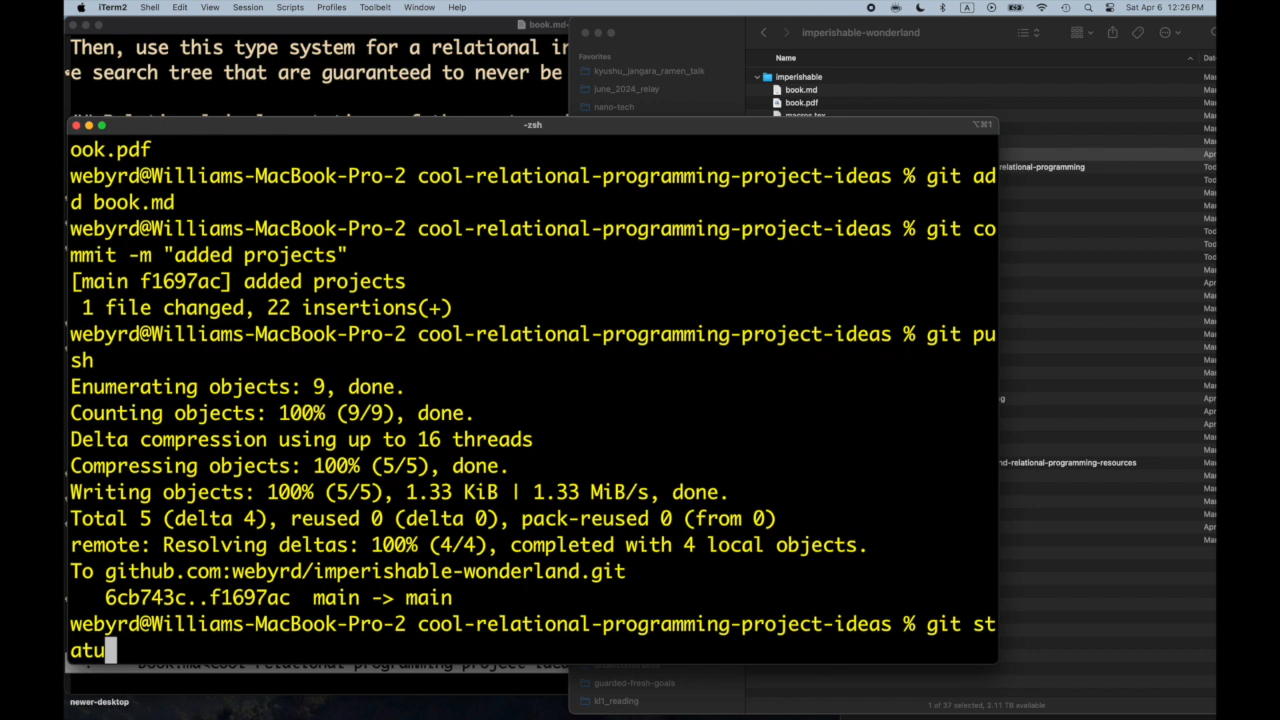 iTerm2 Shell Edit View Session Scripts Profiles Toolbelt Window Help A Sat Apr 6 12:26 PM
book.md
Then, use this type system for a relational in
e search tree that are guaranteed to never be
imperishable-wonderland
Favorites
kyushu_jangara_ramen_talk
june_2024_relay
nano-tech
Name
imperishable
book.md
book.pdf
macros.tex
-zsh
⌥⌘1
ook.pdf
webyrd@Williams-MacBook-Pro-2 cool-relational-programming-project-ideas % git ad
d book.md
webyrd@Williams-MacBook-Pro-2 cool-relational-programming-project-ideas % git co
mmit -m "added projects"
[main f1697ac] added projects
 1 file changed, 22 insertions(+)
webyrd@Williams-MacBook-Pro-2 cool-relational-programming-project-ideas % git pu
sh
Enumerating objects: 9, done.
Counting objects: 100% (9/9), done.
Delta compression using up to 16 threads
Compressing objects: 100% (5/5), done.
Writing objects: 100% (5/5), 1.33 KiB | 1.33 MiB/s, done.
Total 5 (delta 4), reused 0 (delta 0), pack-reused 0 (from 0)
remote: Resolving deltas: 100% (4/4), completed with 4 local objects.
To github.com:webyrd/imperishable-wonderland.git
   6cb743c..f1697ac  main -> main
webyrd@Williams-MacBook-Pro-2 cool-relational-programming-project-ideas % git st
atu
relational-programming
nd-relational-programming-resources
guarded-fresh-goals
kl1_reading
1 of 37 selected, 2.11 TB available
newer-desktop